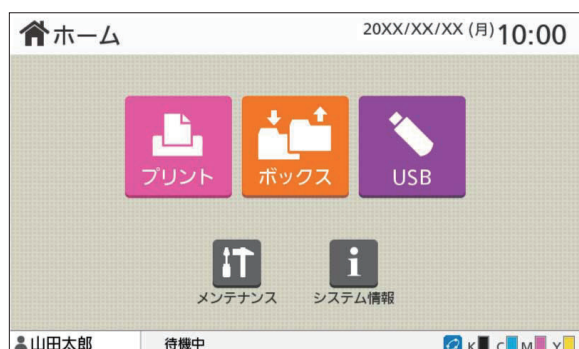 ホーム
20XX/XX/XX (月) 10:00
プリント
ボックス
USB
メンテナンス
システム情報
山田太郎
待機中
K C M Y